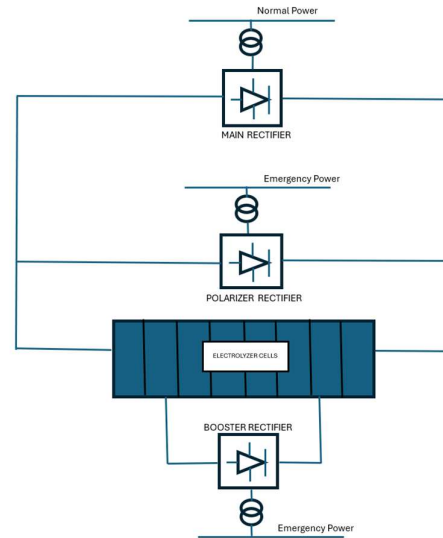 Normal Power
MAIN RECTIFIER
Emergency Power
POLARIZER RECTIFIER
ELECTROLYZER CELLS
BOOSTER RECTIFIER
Emergency Power